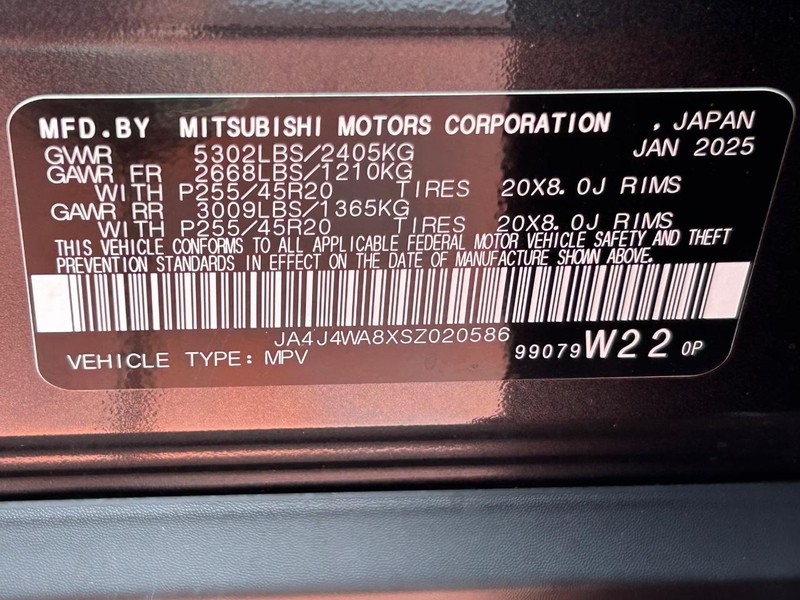 MFD.BY MITSUBISHI MOTORS CORPORATION , JAPAN
GVWR 5302LBS/2405KG JAN 2025
GAWR FR 2668LBS/1210KG
WITH P255/45R20 TIRES 20X8.0J RIMS
GAWR RR 3009LBS/1365KG
WITH P255/45R20 TIRES 20X8.0J RIMS
THIS VEHICLE CONFORMS TO ALL APPLICABLE FEDERAL MOTOR VEHICLE SAFETY AND THEFT
PREVENTION STANDARDS IN EFFECT ON THE DATE OF MANUFACTURE SHOWN ABOVE.
JA4J4WA8XSZ020586
VEHICLE TYPE: MPV 99079 W22 0P